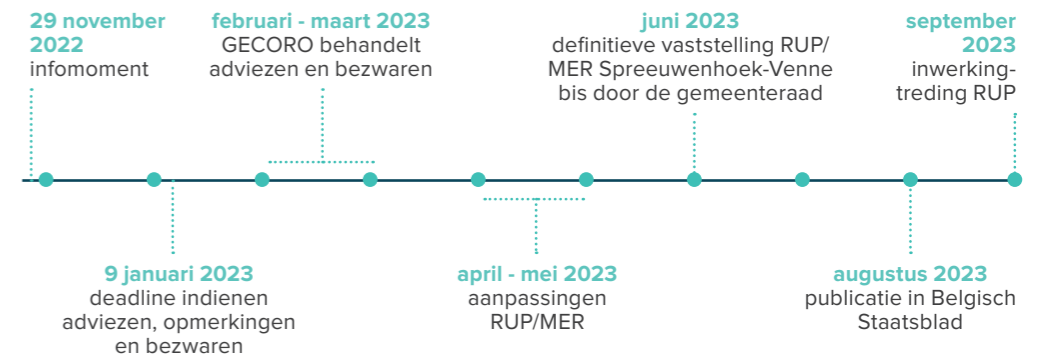 29 november
2022
infomoment
februari - maart 2023
GECORO behandelt
adviezen en bezwaren
juni 2023
definitieve vaststelling RUP/
MER Spreeuwenhoek-Venne
bis door de gemeenteraad
september
2023
inwerking-
treding RUP
9 januari 2023
deadline indienen
adviezen, opmerkingen
en bezwaren
april - mei 2023
aanpassingen
RUP/MER
augustus 2023
publicatie in Belgisch
Staatsblad